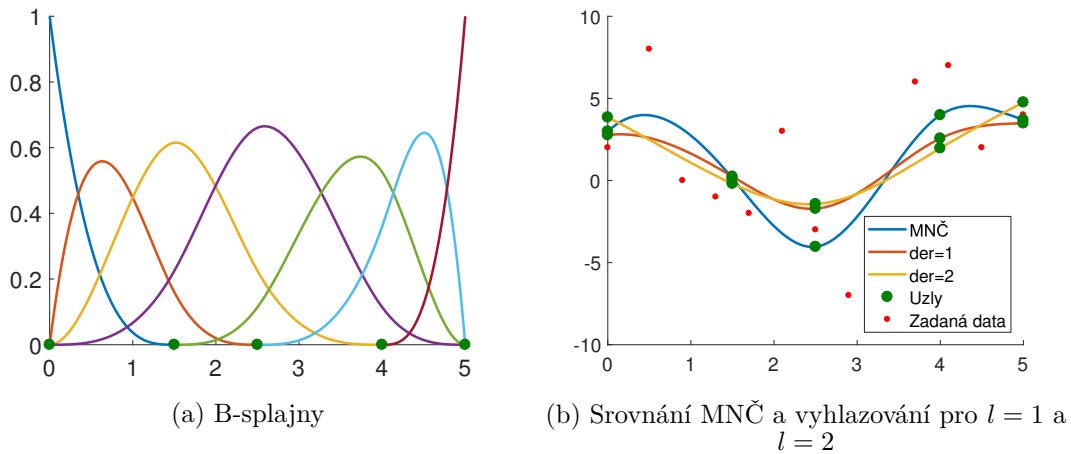 1
0.8
0.6
0.4
0.2
0
0 1 2 3 4 5
(a) B-splajny
10
5
0
-5
-10
0 1 2 3 4 5
MNČ
der=1
der=2
Uzly
Zadaná data
(b) Srovnání MNČ a vyhlazování pro l = 1 a
l = 2